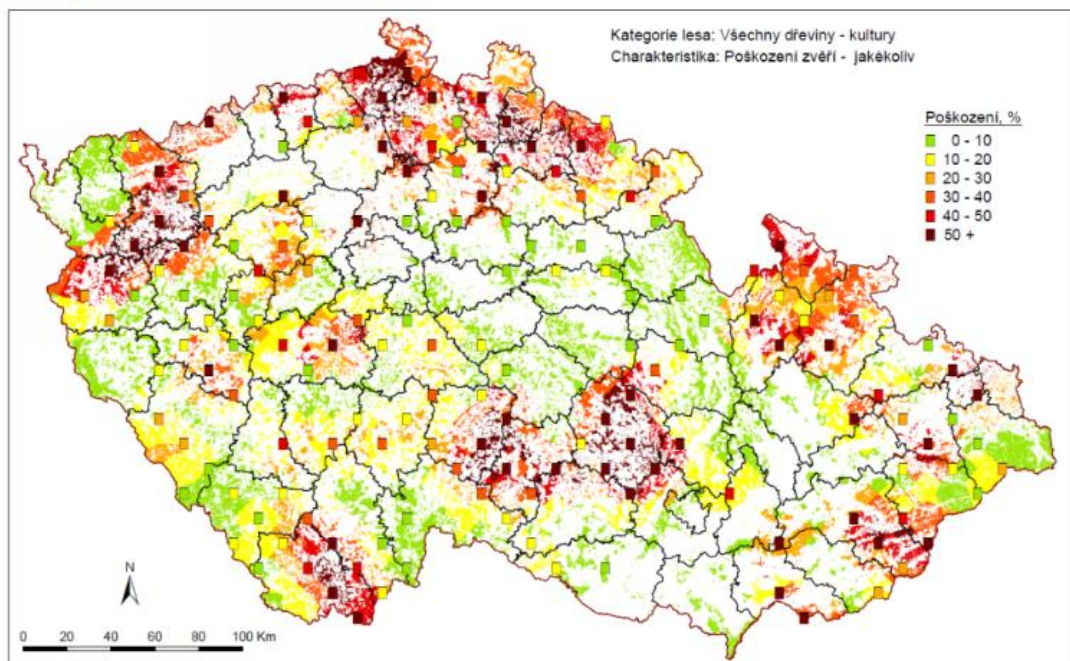 Kategorie lesa: Všechny dřeviny - kultury
Charakteristika: Poškození zvěří - jakékoliv
Poškození, %
0 - 10
10 - 20
20 - 30
30 - 40
40 - 50
50 +
N
0 20 40 60 80 100 Km